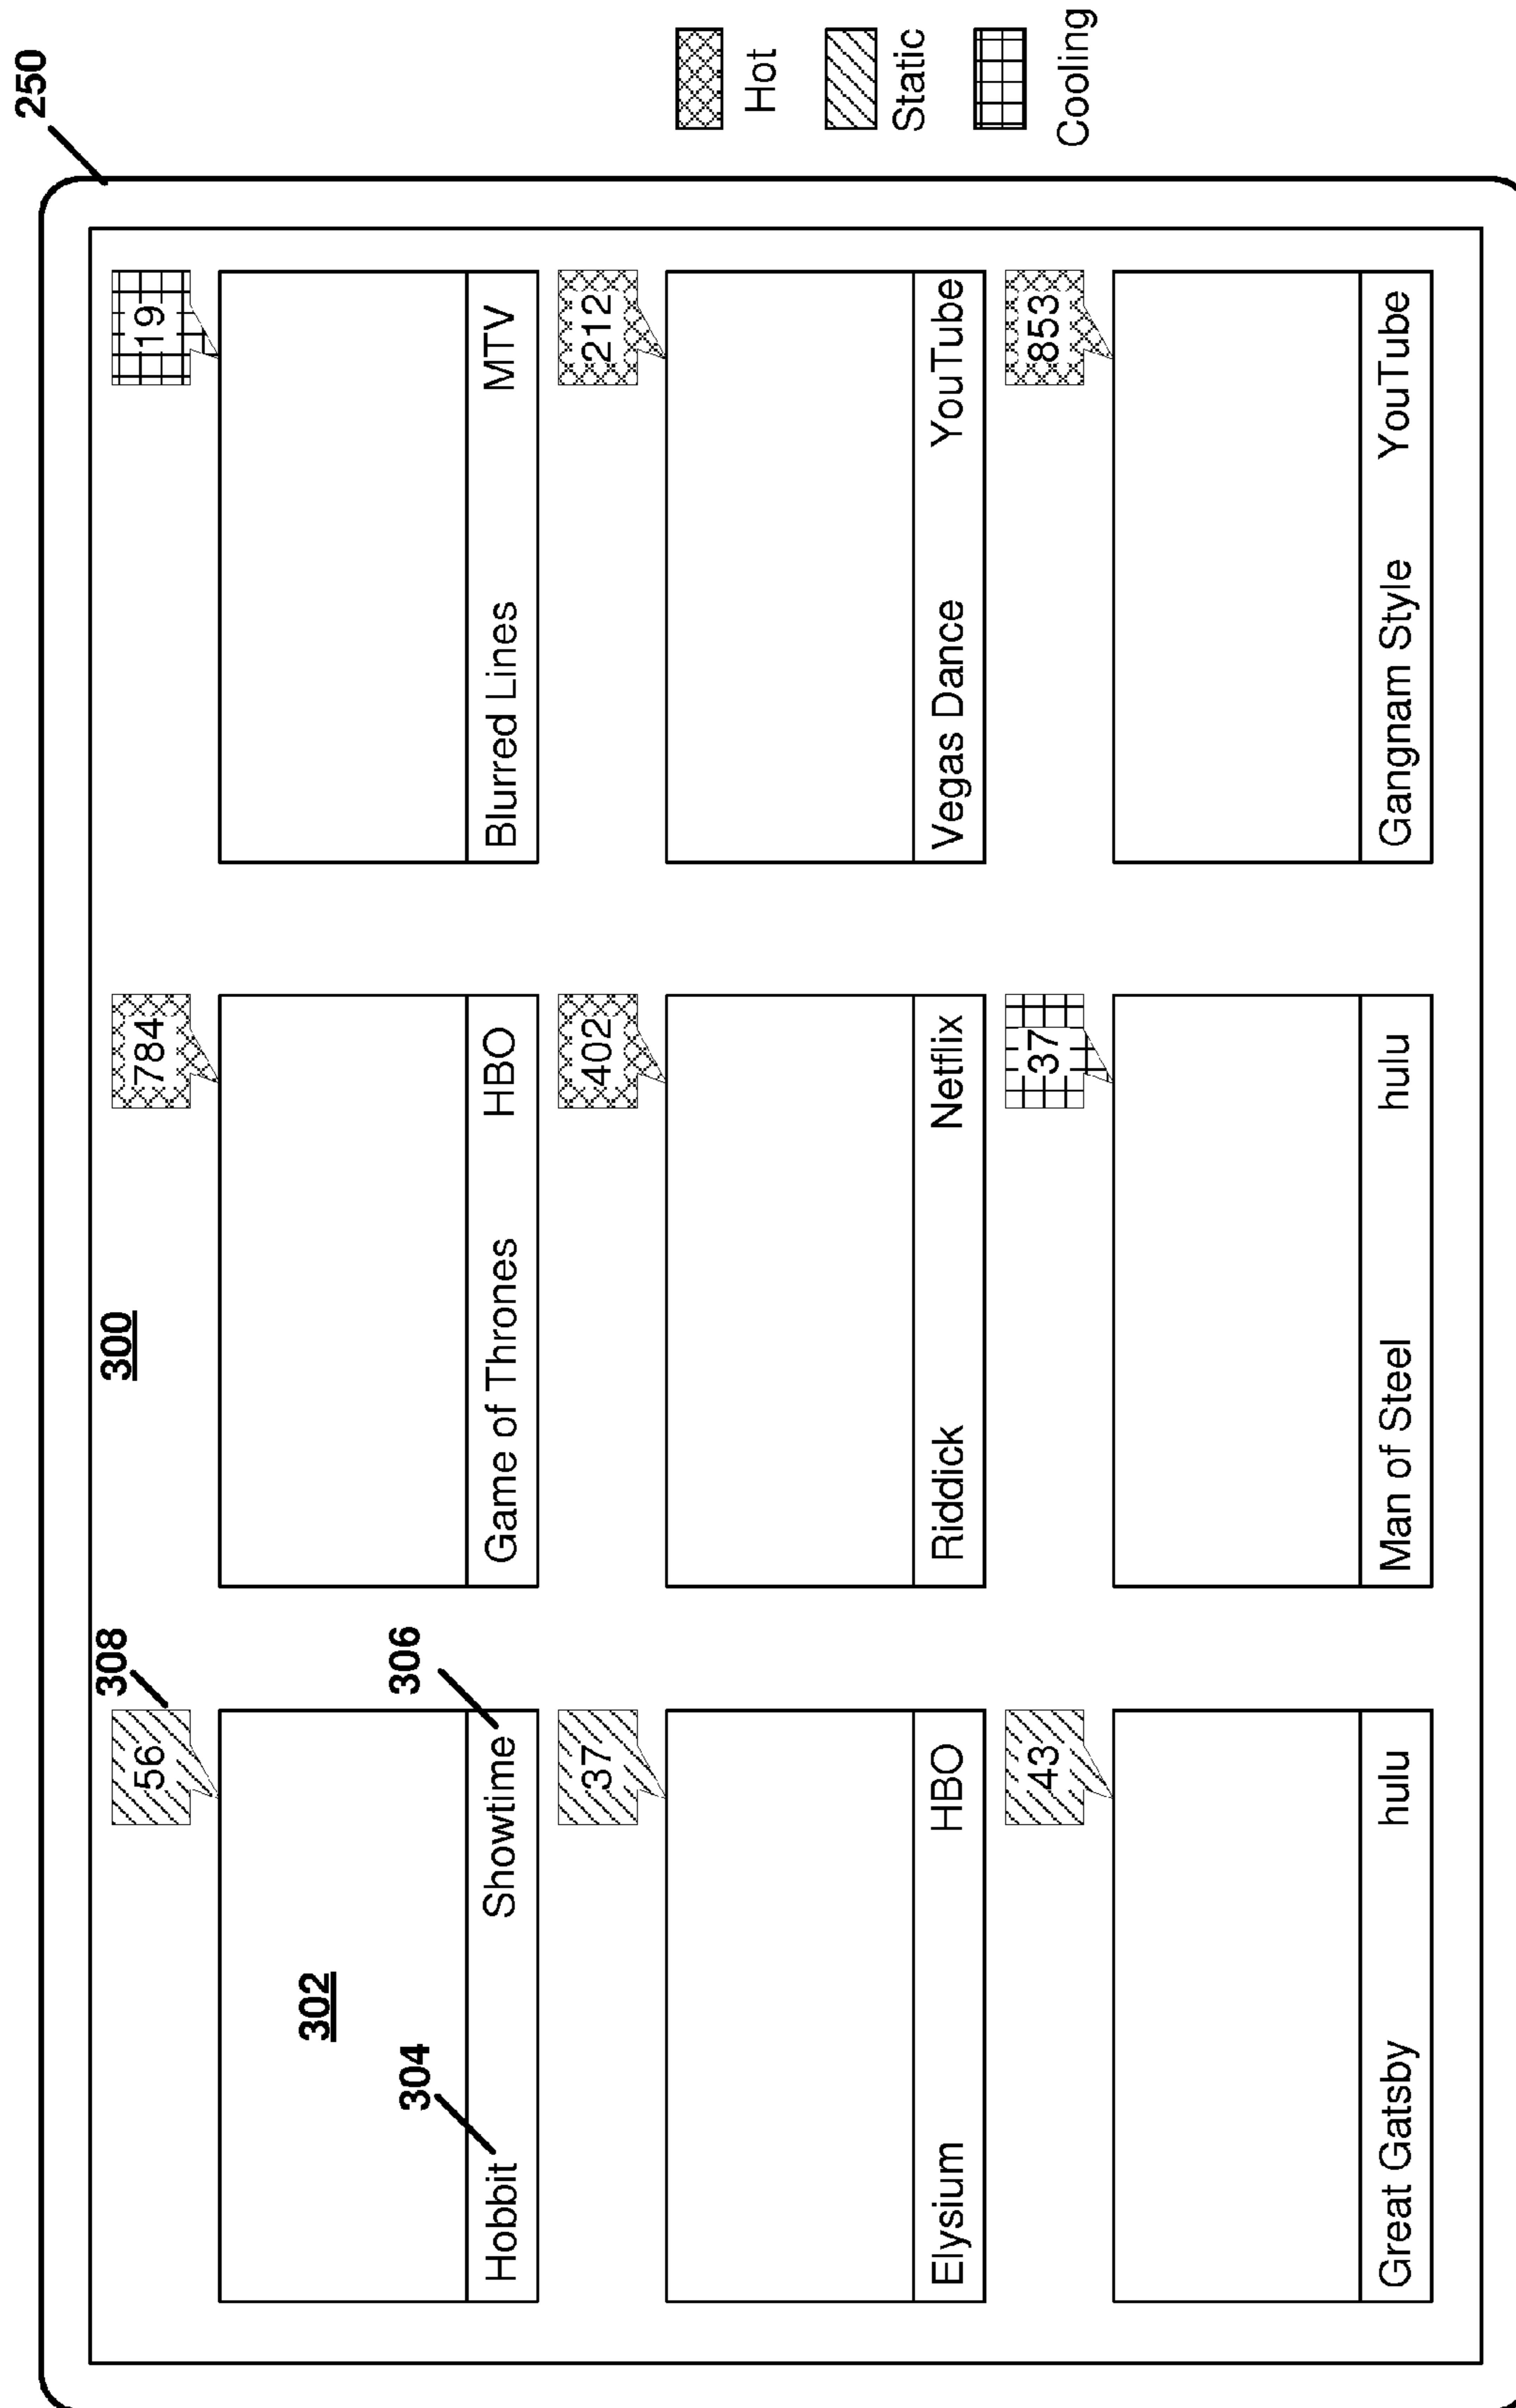 250
300
308
56
784
19
302
304
306
Hobbit Showtime
Game of Thrones HBO
Blurred Lines MTV
37
402
212
Elysium HBO
Riddick Netflix
Vegas Dance YouTube
43
37
853
Great Gatsby hulu
Man of Steel hulu
Gangnam Style YouTube
Hot
Static
Cooling